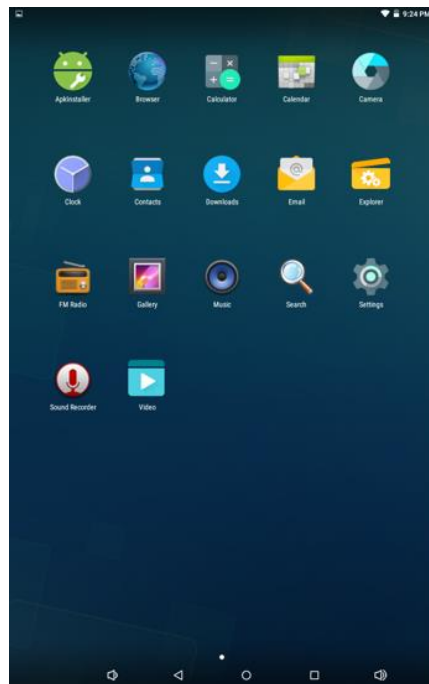 9:24 PM
Apkinstaller Browser Calculator Calendar Camera
Clock Contacts Downloads Email Explorer
FM Radio Gallery Music Search Settings
Sound Recorder Video